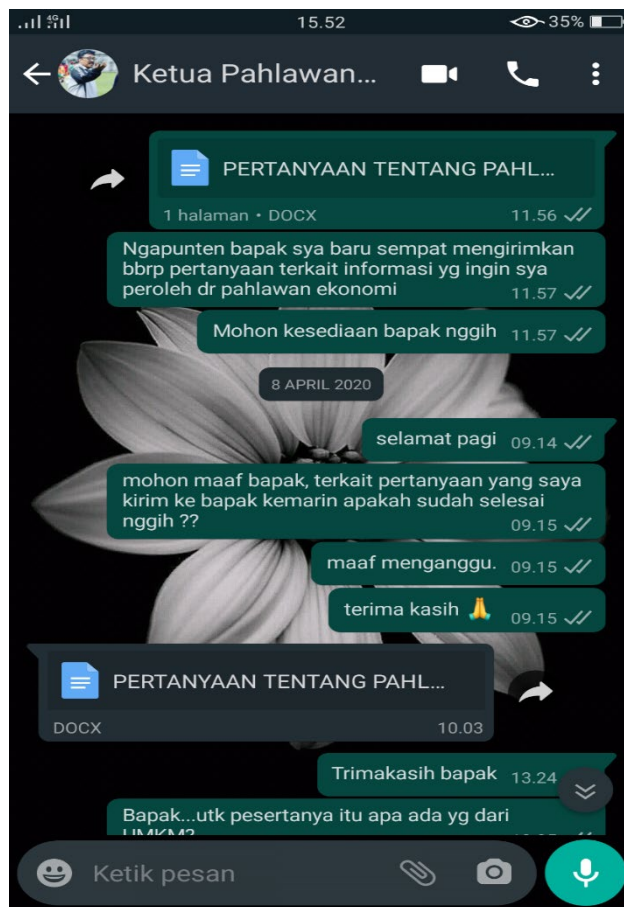 4G 15.52 35%
Ketua Pahlawan...
PERTANYAAN TENTANG PAHL...
1 halaman • DOCX 11.56
Ngapunten bapak sya baru sempat mengirimkan
bbrp pertanyaan terkait informasi yg ingin sya
peroleh dr pahlawan ekonomi 11.57
Mohon kesediaan bapak nggih 11.57
8 APRIL 2020
selamat pagi 09.14
mohon maaf bapak, terkait pertanyaan yang saya
kirim ke bapak kemarin apakah sudah selesai
nggih ?? 09.15
maaf menganggu. 09.15
terima kasih 🙏 09.15
PERTANYAAN TENTANG PAHL...
DOCX 10.03
Trimakasih bapak 13.24
Bapak...utk pesertanya itu apa ada yg dari
UMKM?
Ketik pesan